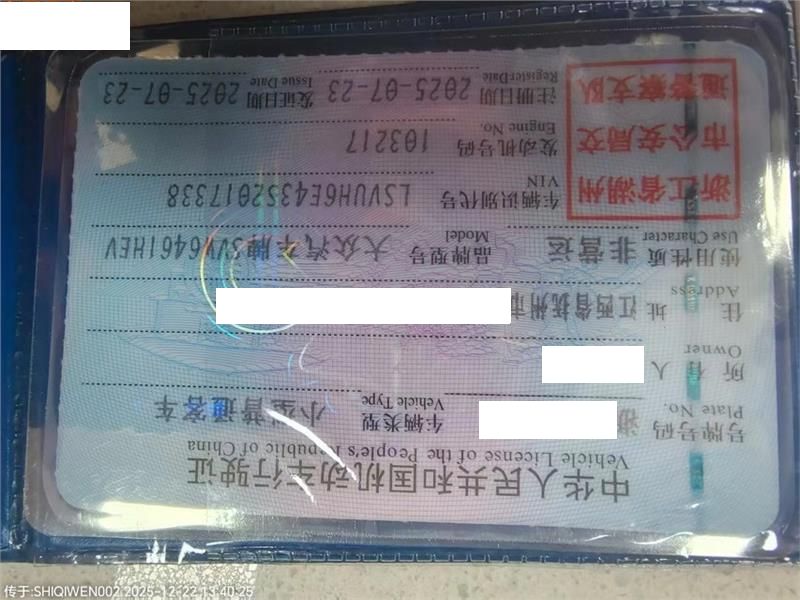 中华人民共和国机动车行驶证
Vehicle License of the People's Republic of China
号牌号码 浙 车辆类型 小型普通客车
Plate No. Vehicle Type
所有人
Owner
住址 江西省抚州市
Address
使用性质 非营运 品牌型号 大众汽车牌SVW6461HEV
Use Character Model
浙江省湖州
市公安局交
通警察支队
车辆识别代号 LSVUH6E43S2017338
VIN
发动机号码 103217
Engine No.
注册日期 2025-07-23 发证日期 2025-07-23
Register Date Issue Date
传于:SHIQIWEN002 2025-12-22 13:40:25